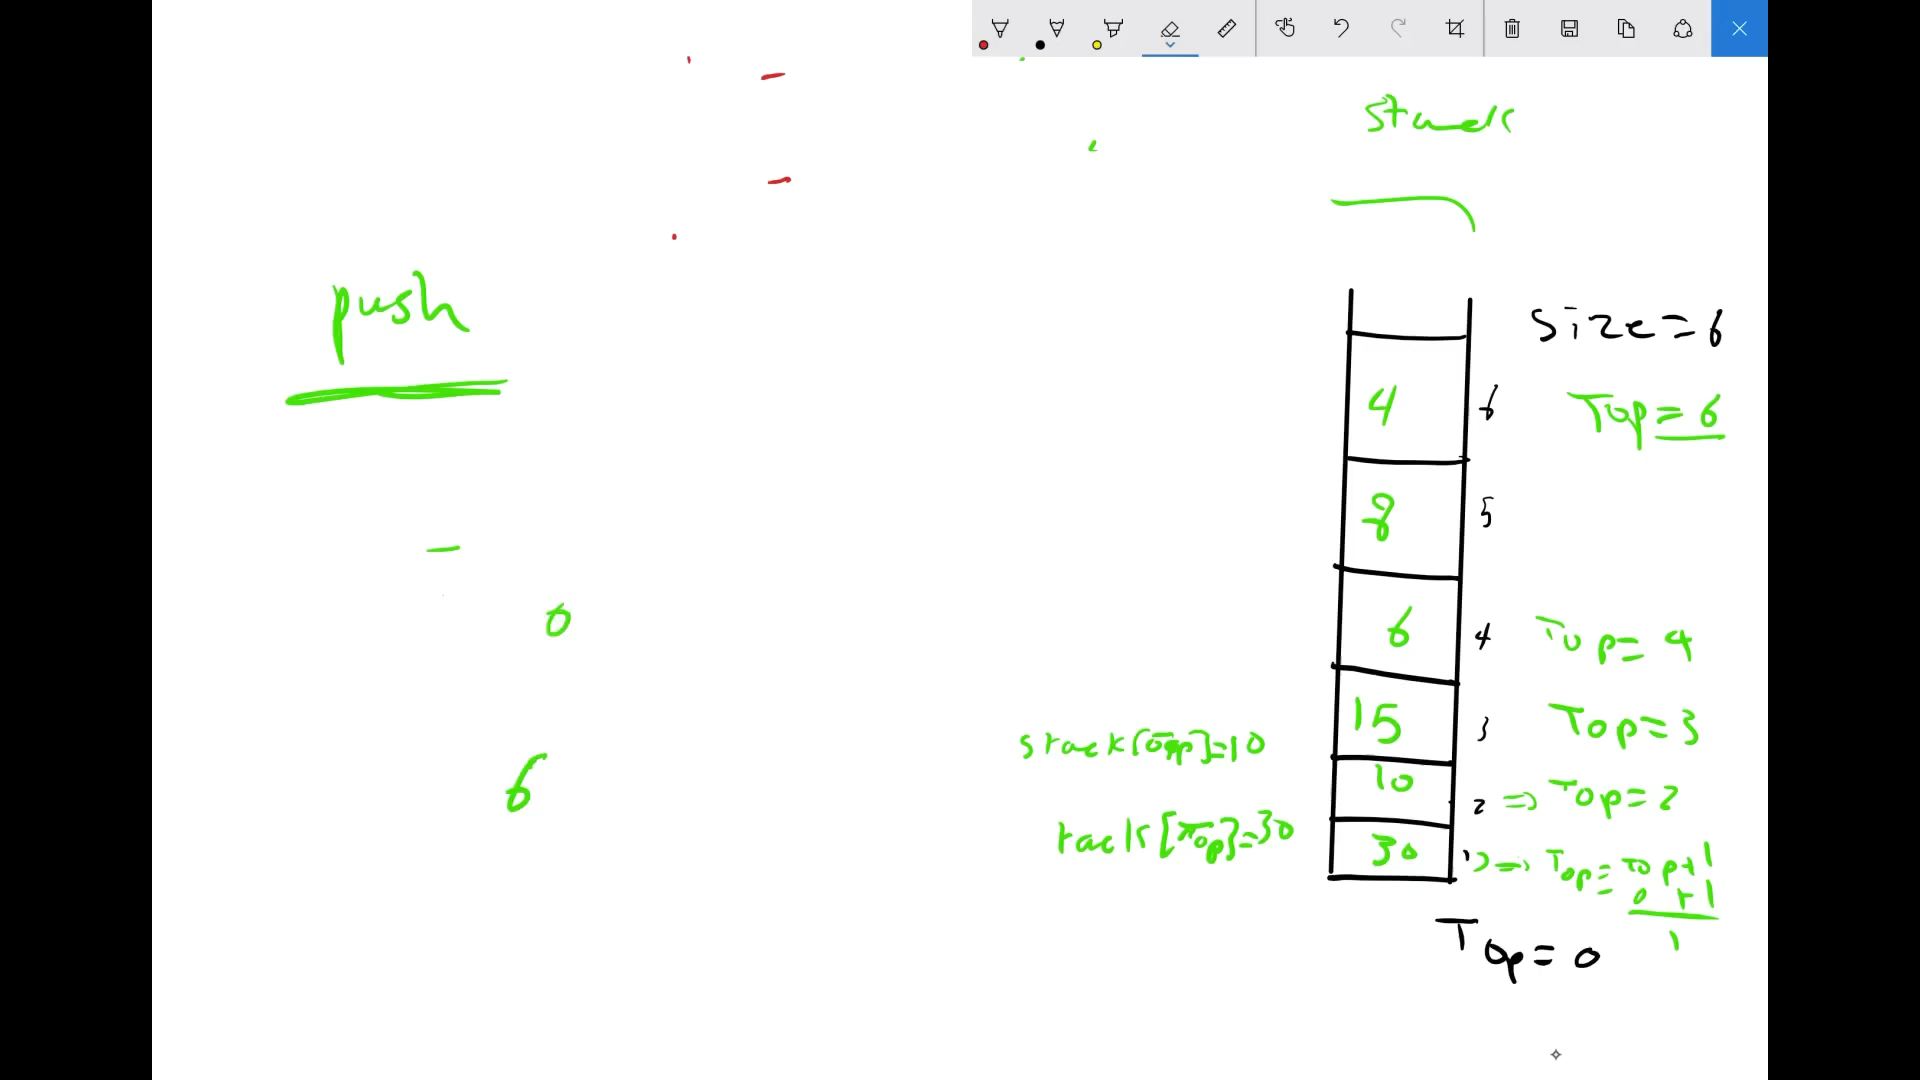 stack
push
size=6
4 6 Top=6
8 5
0
6 4 Top=4
15 3 Top=3
stack[Top]=10
10 2 => Top=2
6
tack[Top]=30
30 1 => Top=Top+1
0+1
1
Top=0